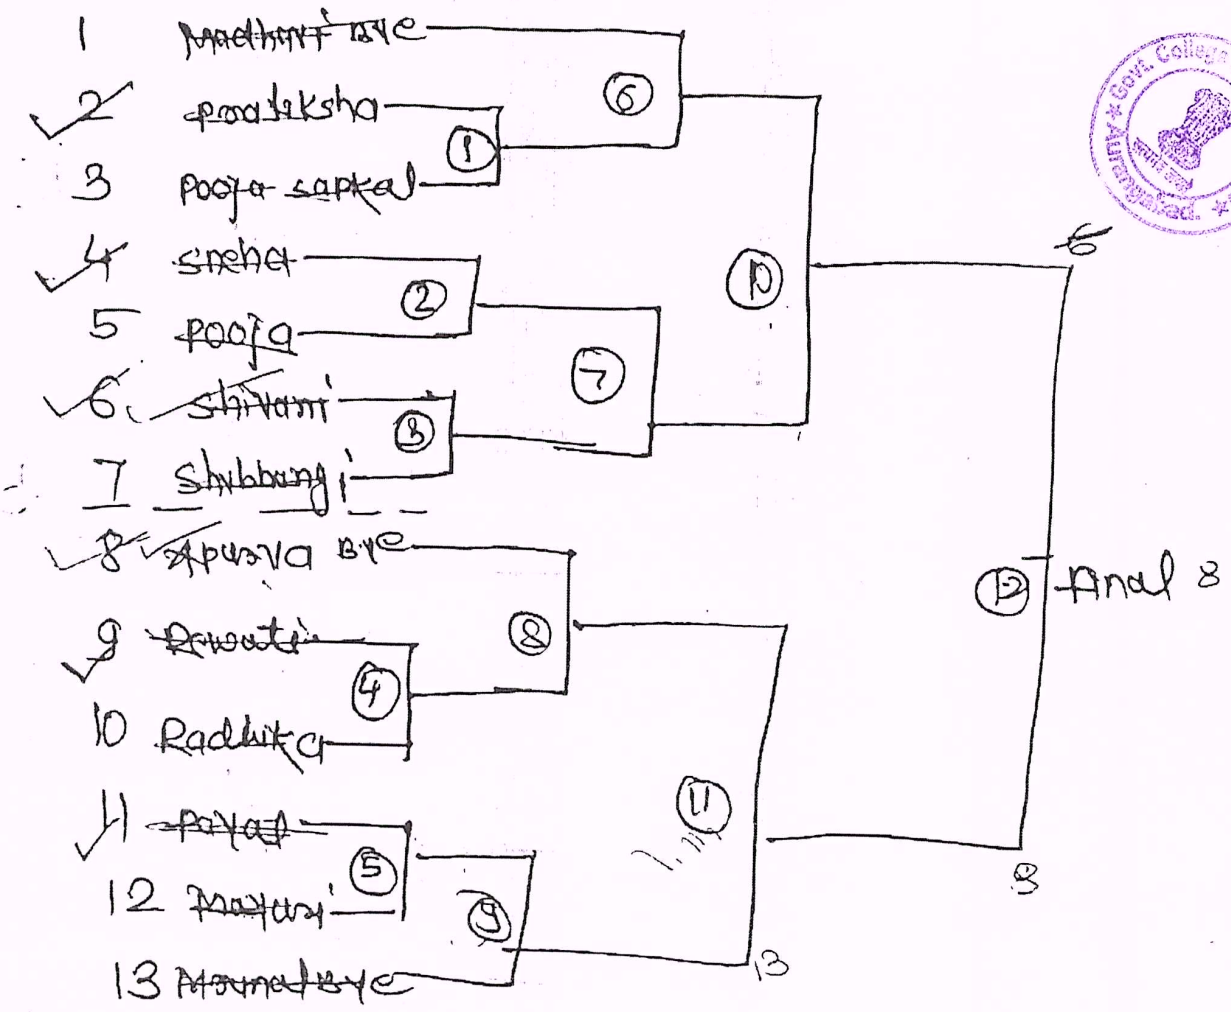 1 Madhuri Bye
2 Pratiksha
3 Pooja sapkal
4 sneha
5 Pooja
6. Shivani
7 Shubhangi
8 Apurva Bye
9 Revati
10 Radhika
11 Payal
12 Mayuri
13 Mrunal Bye
1
2
3
4
5
6
7
8
9
10
11
12 Final 8
6
8
13
Govt. College
Aurangabad.